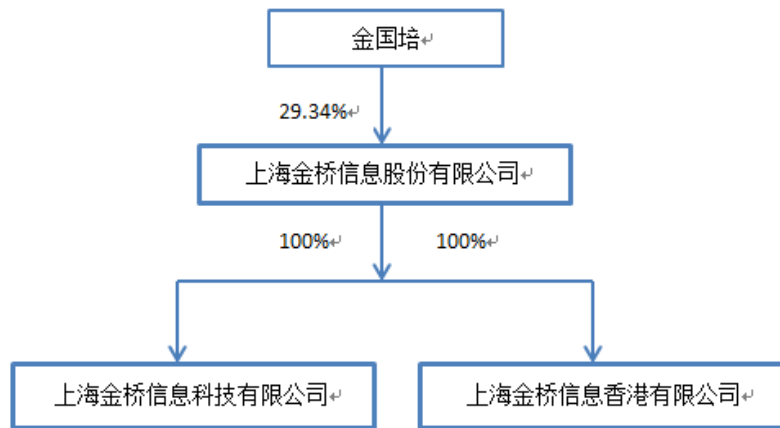 金国培
29.34%
上海金桥信息股份有限公司
100% 100%
上海金桥信息科技有限公司 上海金桥信息香港有限公司